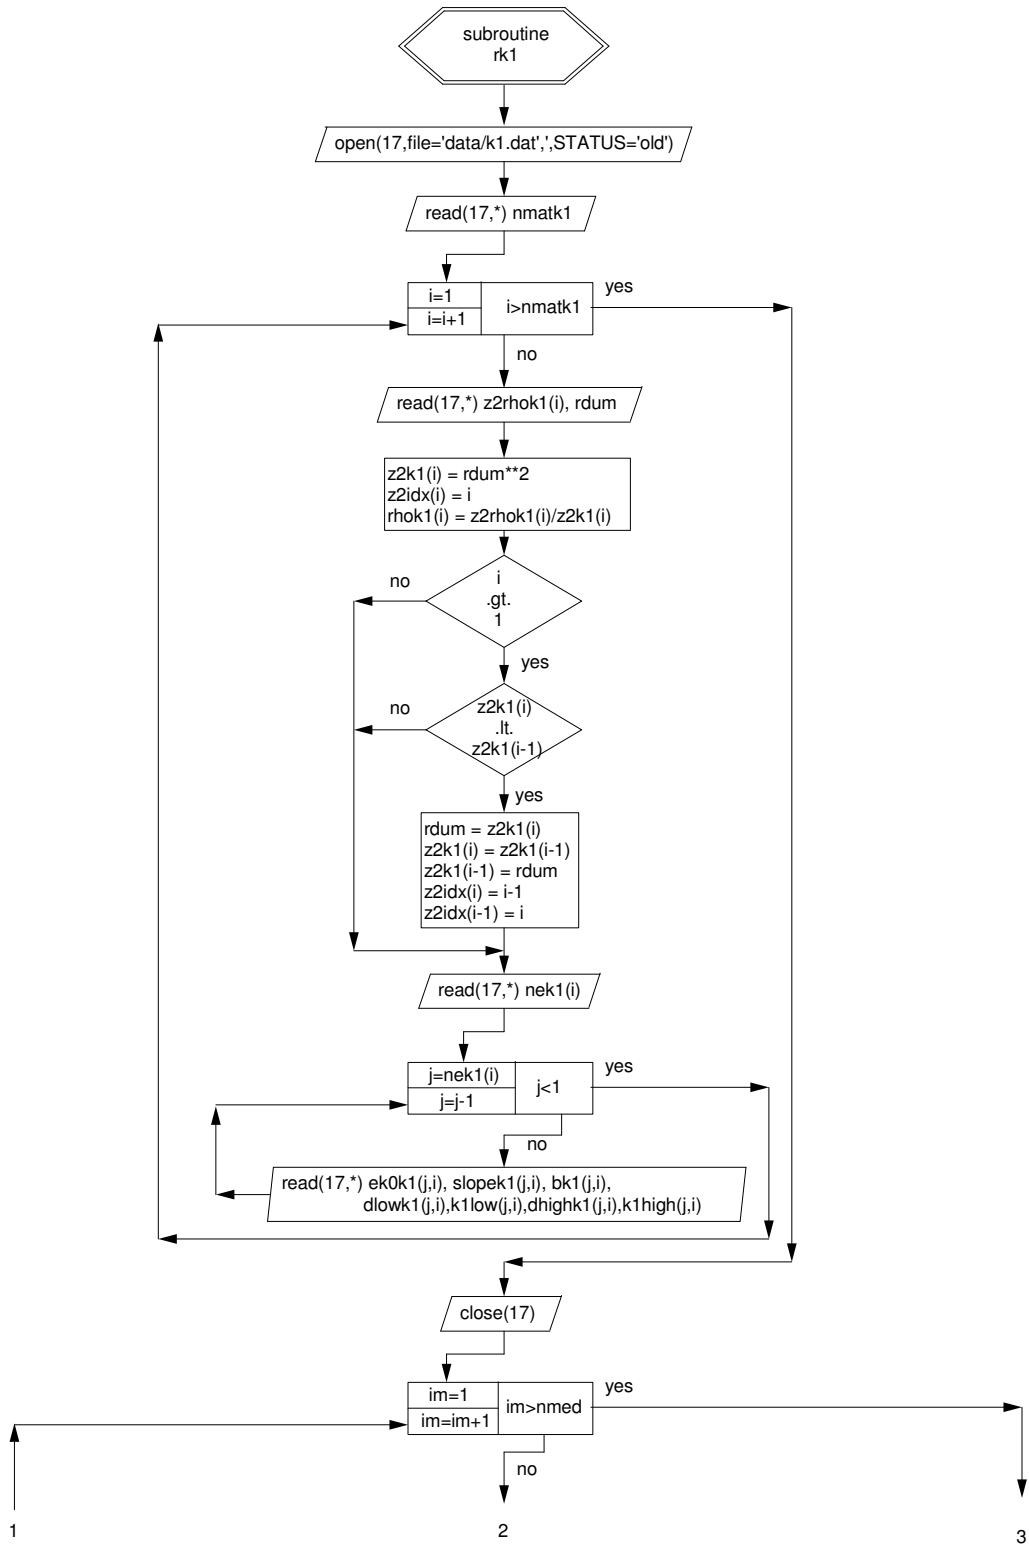 subroutine
rk1
open(17,file='data/k1.dat',',STATUS='old')
read(17,*) nmatk1
i=1
i=i+1
i>nmatk1
yes
no
read(17,*) z2rhok1(i), rdum
z2k1(i) = rdum**2
z2idx(i) = i
rhok1(i) = z2rhok1(i)/z2k1(i)
no
i
.gt.
1
yes
no
z2k1(i)
.lt.
z2k1(i-1)
yes
rdum = z2k1(i)
z2k1(i) = z2k1(i-1)
z2k1(i-1) = rdum
z2idx(i) = i-1
z2idx(i-1) = i
read(17,*) nek1(i)
j=nek1(i)
j=j-1
j<1
yes
no
read(17,*) ek0k1(j,i), slopek1(j,i), bk1(j,i),
dlowk1(j,i),k1low(j,i),dhighk1(j,i),k1high(j,i)
close(17)
im=1
im=im+1
im>nmed
yes
no
1
2
3